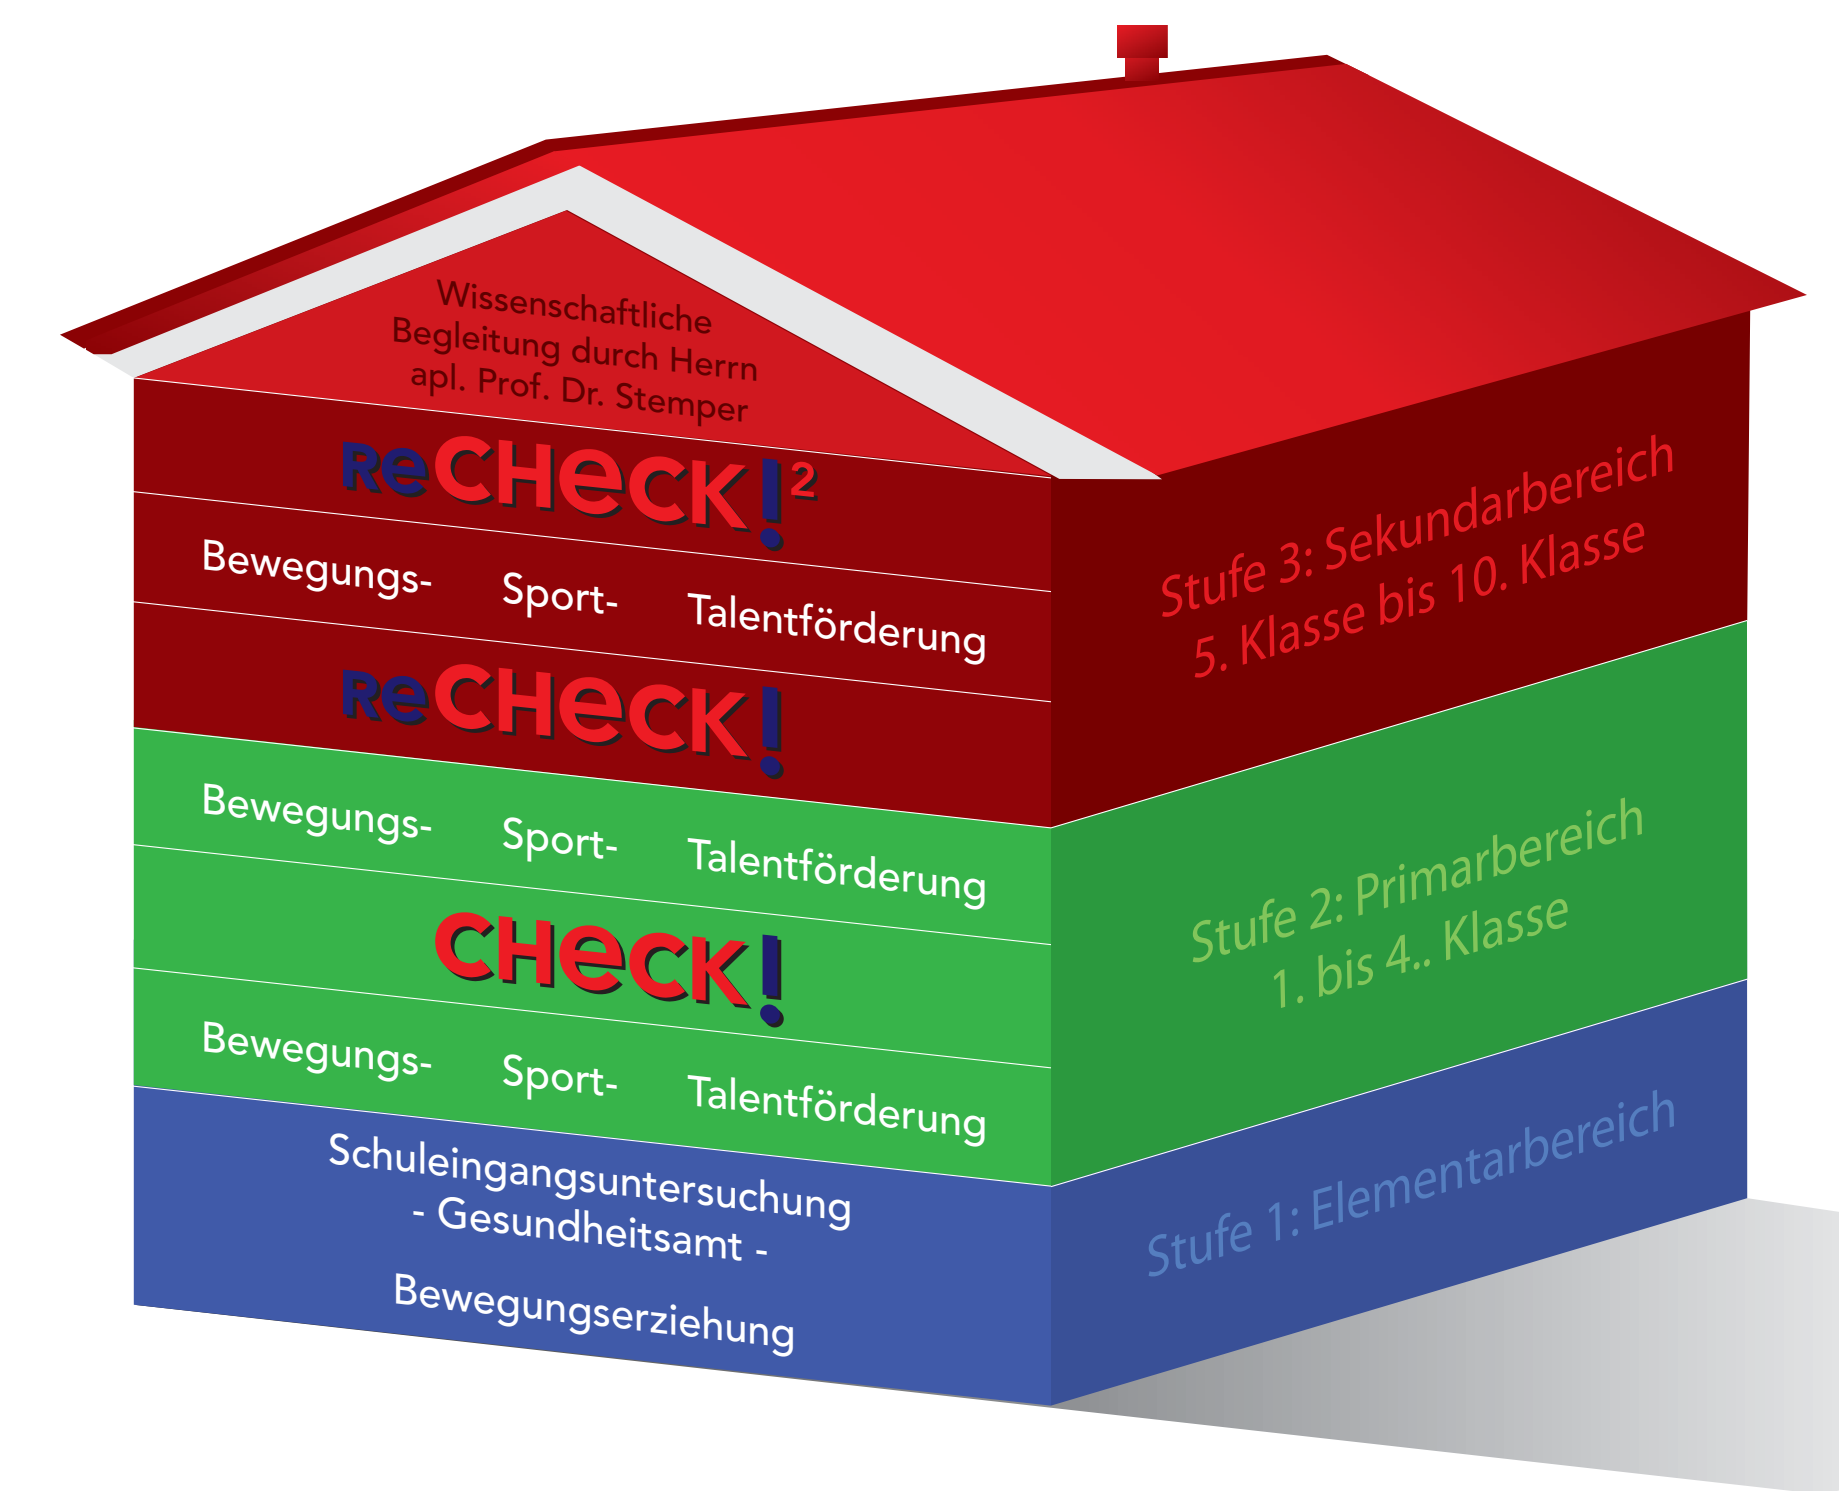 Wissenschaftliche
Begleitung durch Herrn
apl. Prof. Dr. Stemper
ReCHeCK!²
Bewegungs- Sport- Talentförderung
ReCHeCK!
Bewegungs- Sport- Talentförderung
CHeCK!
Bewegungs- Sport- Talentförderung
Schuleingangsuntersuchung
- Gesundheitsamt -
Bewegungserziehung
Stufe 3: Sekundarbereich
5. Klasse bis 10. Klasse
Stufe 2: Primarbereich
1. bis 4.. Klasse
Stufe 1: Elementarbereich